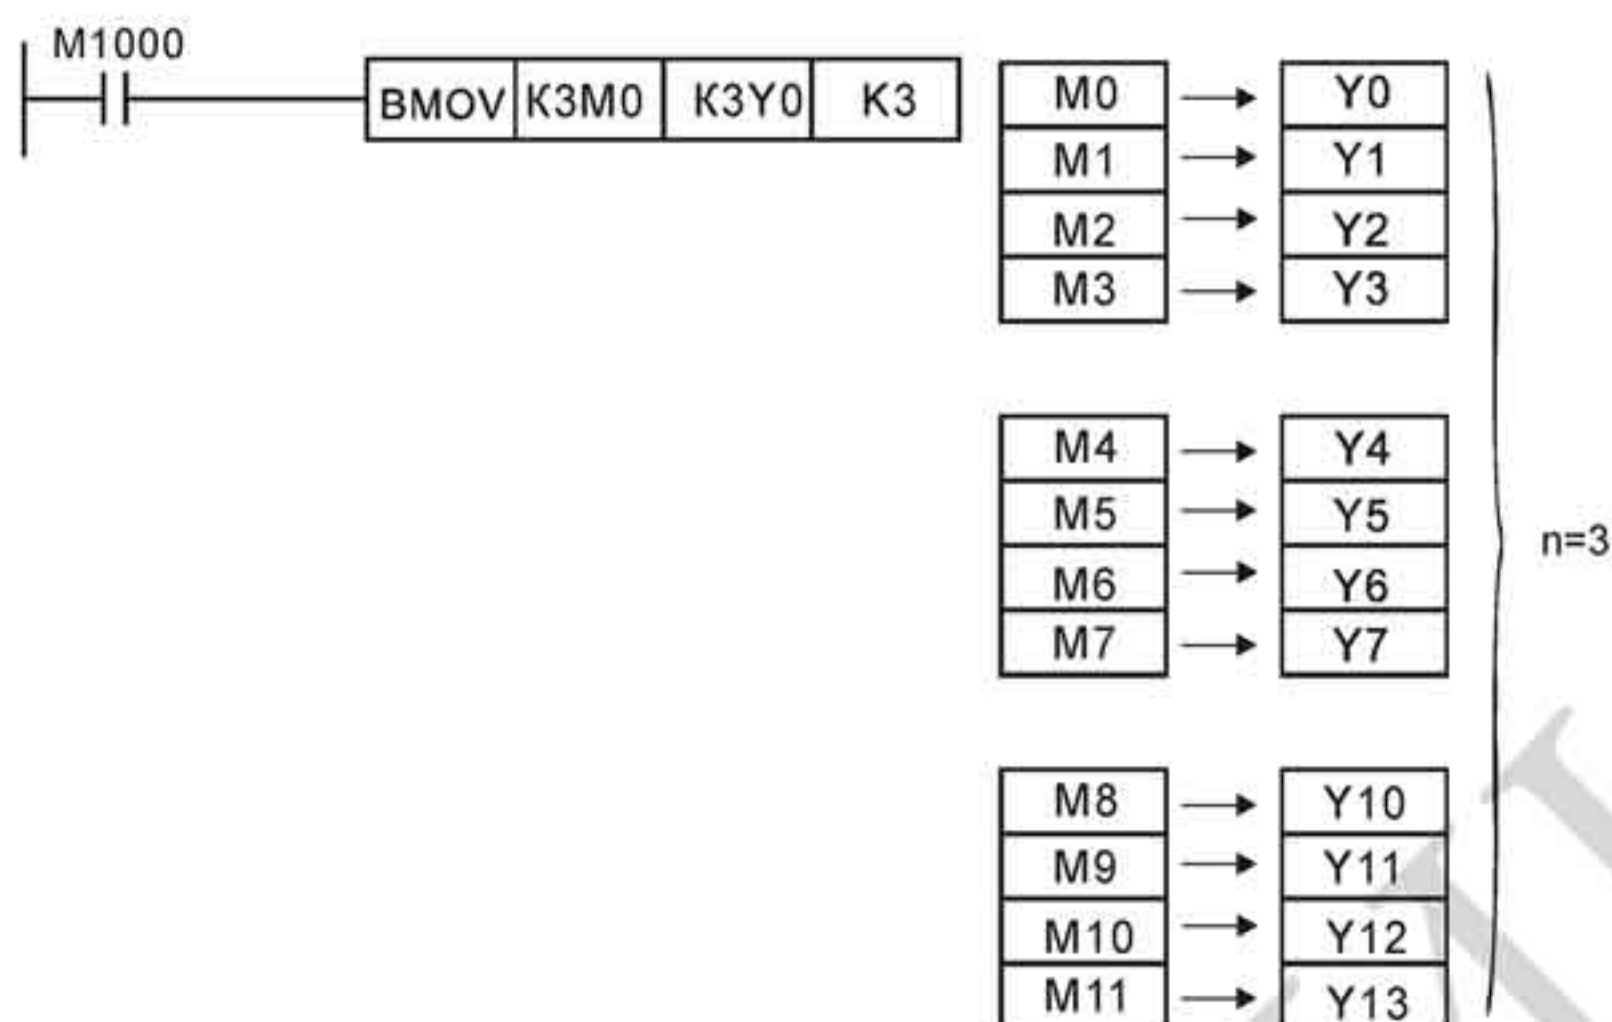 M1000
BMOV K3M0 K3Y0 K3
M0 → Y0
M1 → Y1
M2 → Y2
M3 → Y3
M4 → Y4
M5 → Y5
M6 → Y6
M7 → Y7
n=3
M8 → Y10
M9 → Y11
M10 → Y12
M11 → Y13